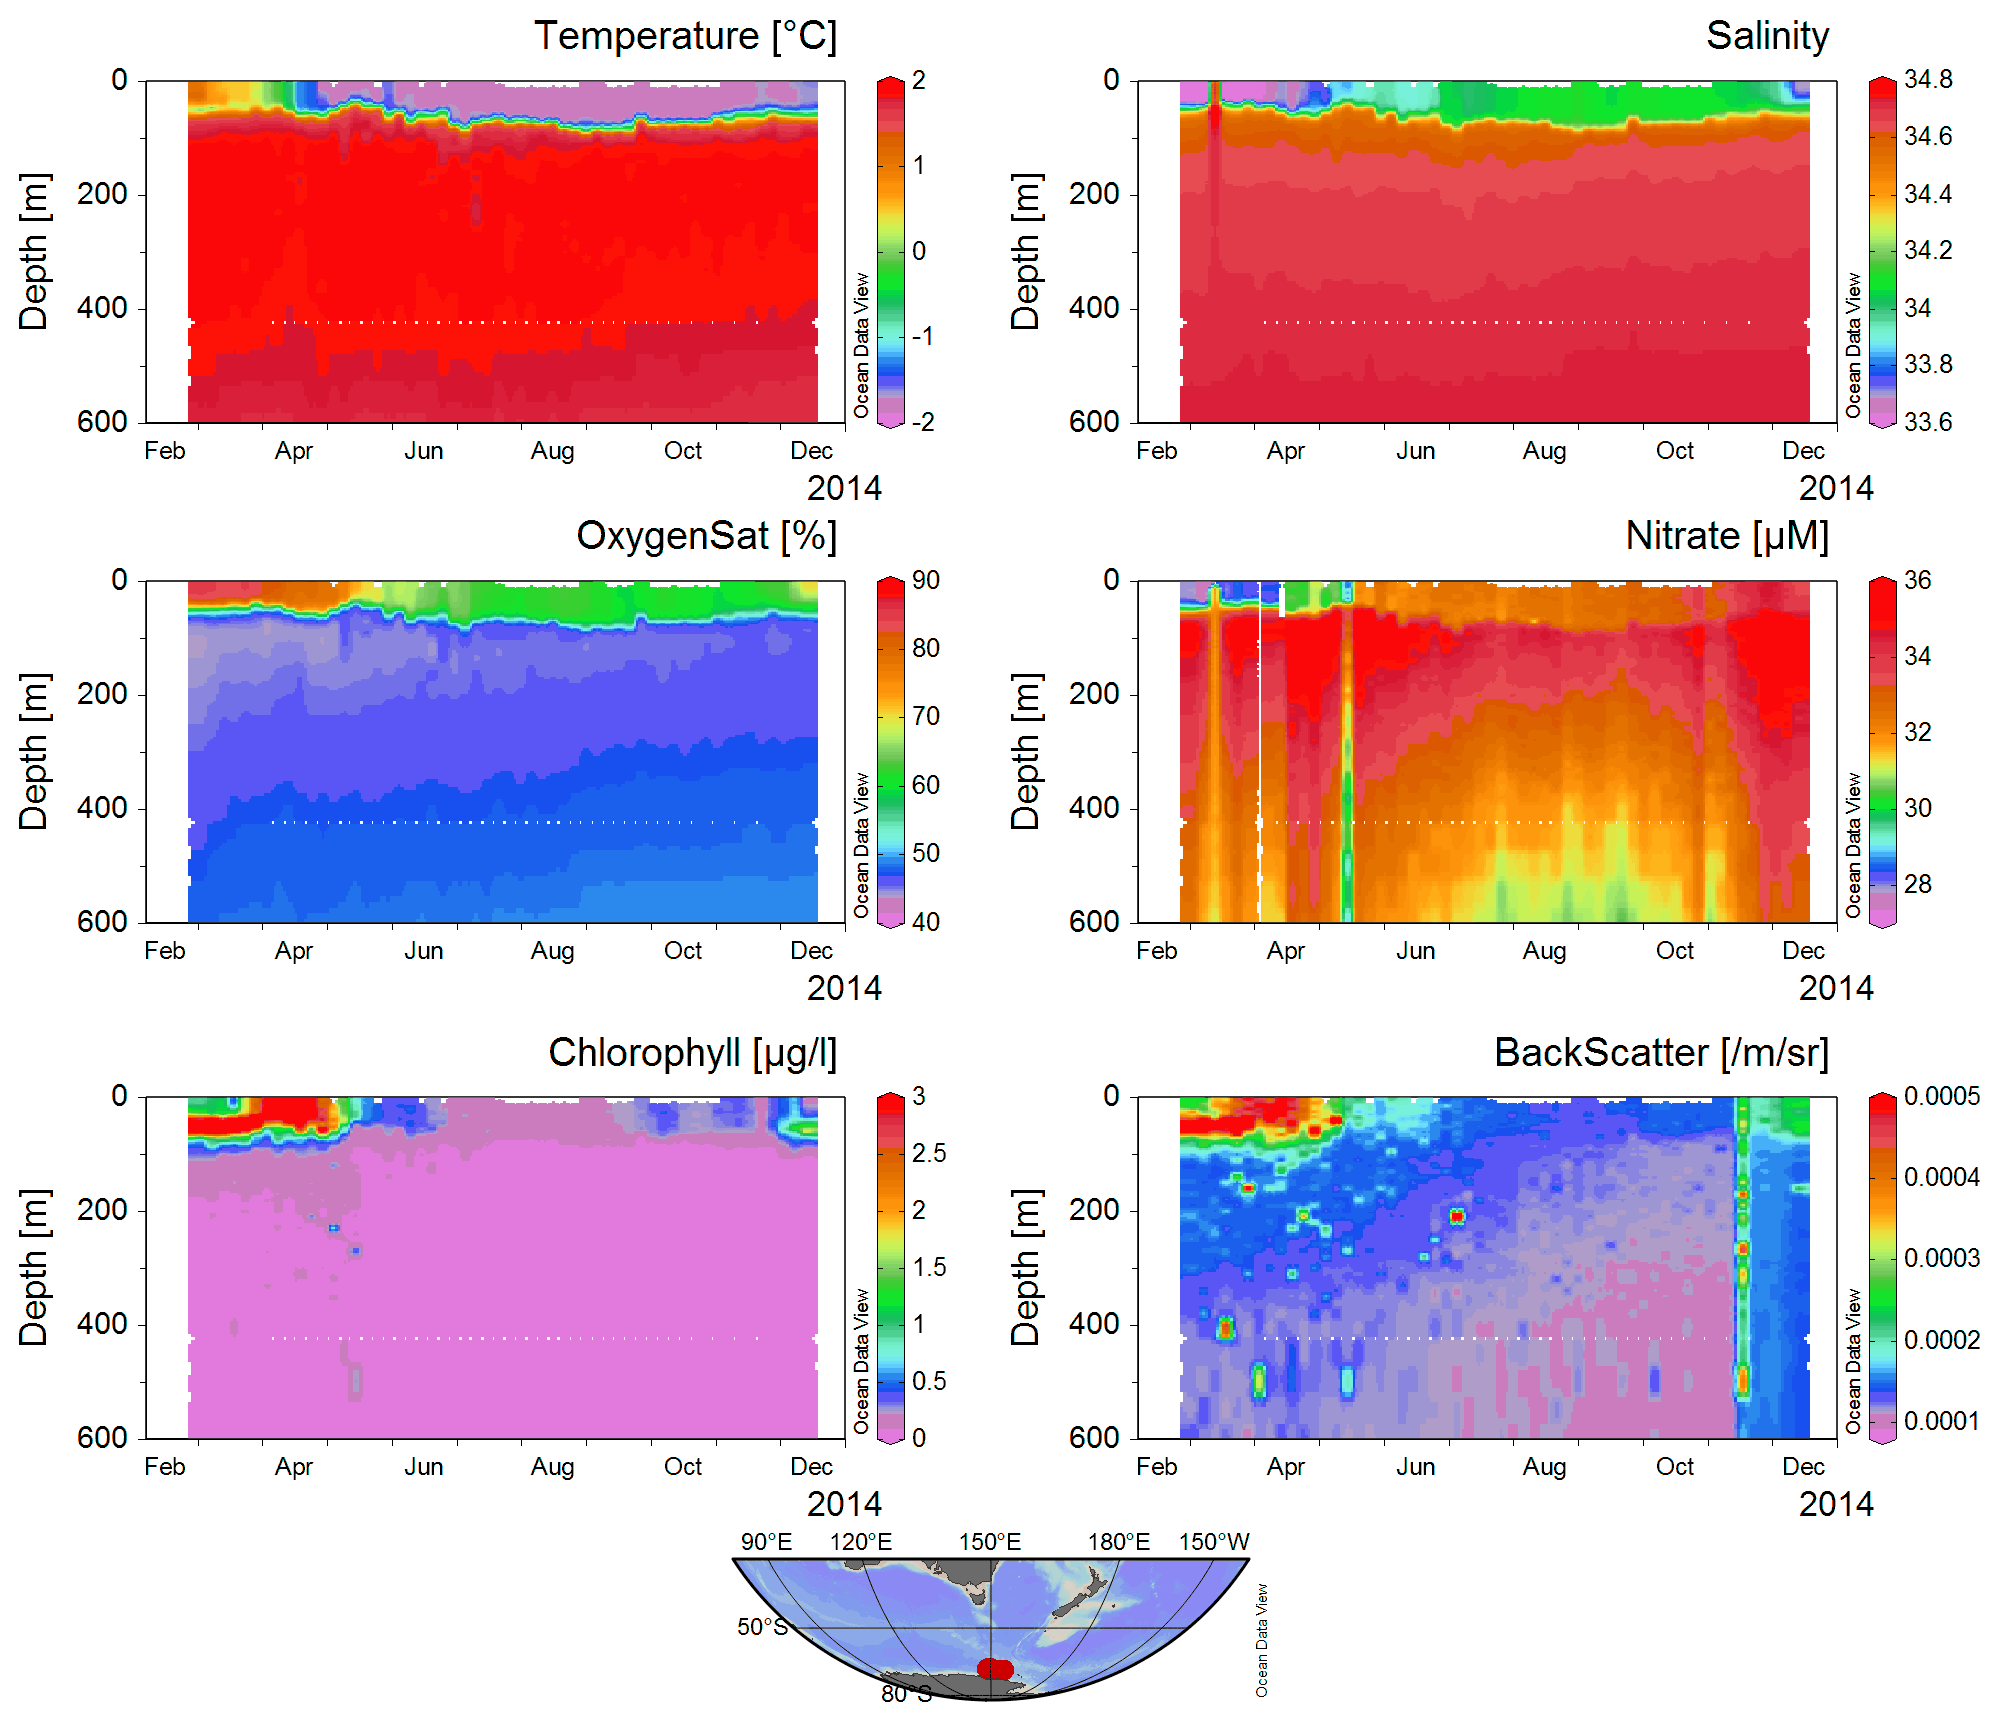 Temperature [°C]
0
200
400
600
Depth [m]
Feb Apr Jun Aug Oct Dec
2014
2
1
0
-1
-2
Ocean Data View
Salinity
0
200
400
600
Depth [m]
Feb Apr Jun Aug Oct Dec
2014
34.8
34.6
34.4
34.2
34
33.8
33.6
Ocean Data View
OxygenSat [%]
0
200
400
600
Depth [m]
Feb Apr Jun Aug Oct Dec
2014
90
80
70
60
50
40
Ocean Data View
Nitrate [µM]
0
200
400
600
Depth [m]
Feb Apr Jun Aug Oct Dec
2014
36
34
32
30
28
Ocean Data View
Chlorophyll [µg/l]
0
200
400
600
Depth [m]
Feb Apr Jun Aug Oct Dec
2014
3
2.5
2
1.5
1
0.5
0
Ocean Data View
BackScatter [/m/sr]
0
200
400
600
Depth [m]
Feb Apr Jun Aug Oct Dec
2014
0.0005
0.0004
0.0003
0.0002
0.0001
Ocean Data View
90°E 120°E 150°E 180°E 150°W
50°S
80°S
Ocean Data View